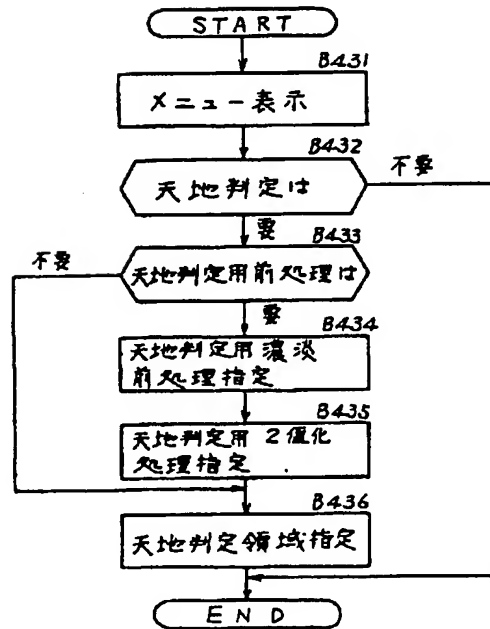 START
B431
メニュー表示
B432
天地判定は
不要
要
B433
不要
天地判定用前処理は
要
B434
天地判定用濃淡
前処理指定
B435
天地判定用2値化
処理指定
B436
天地判定領域指定
END